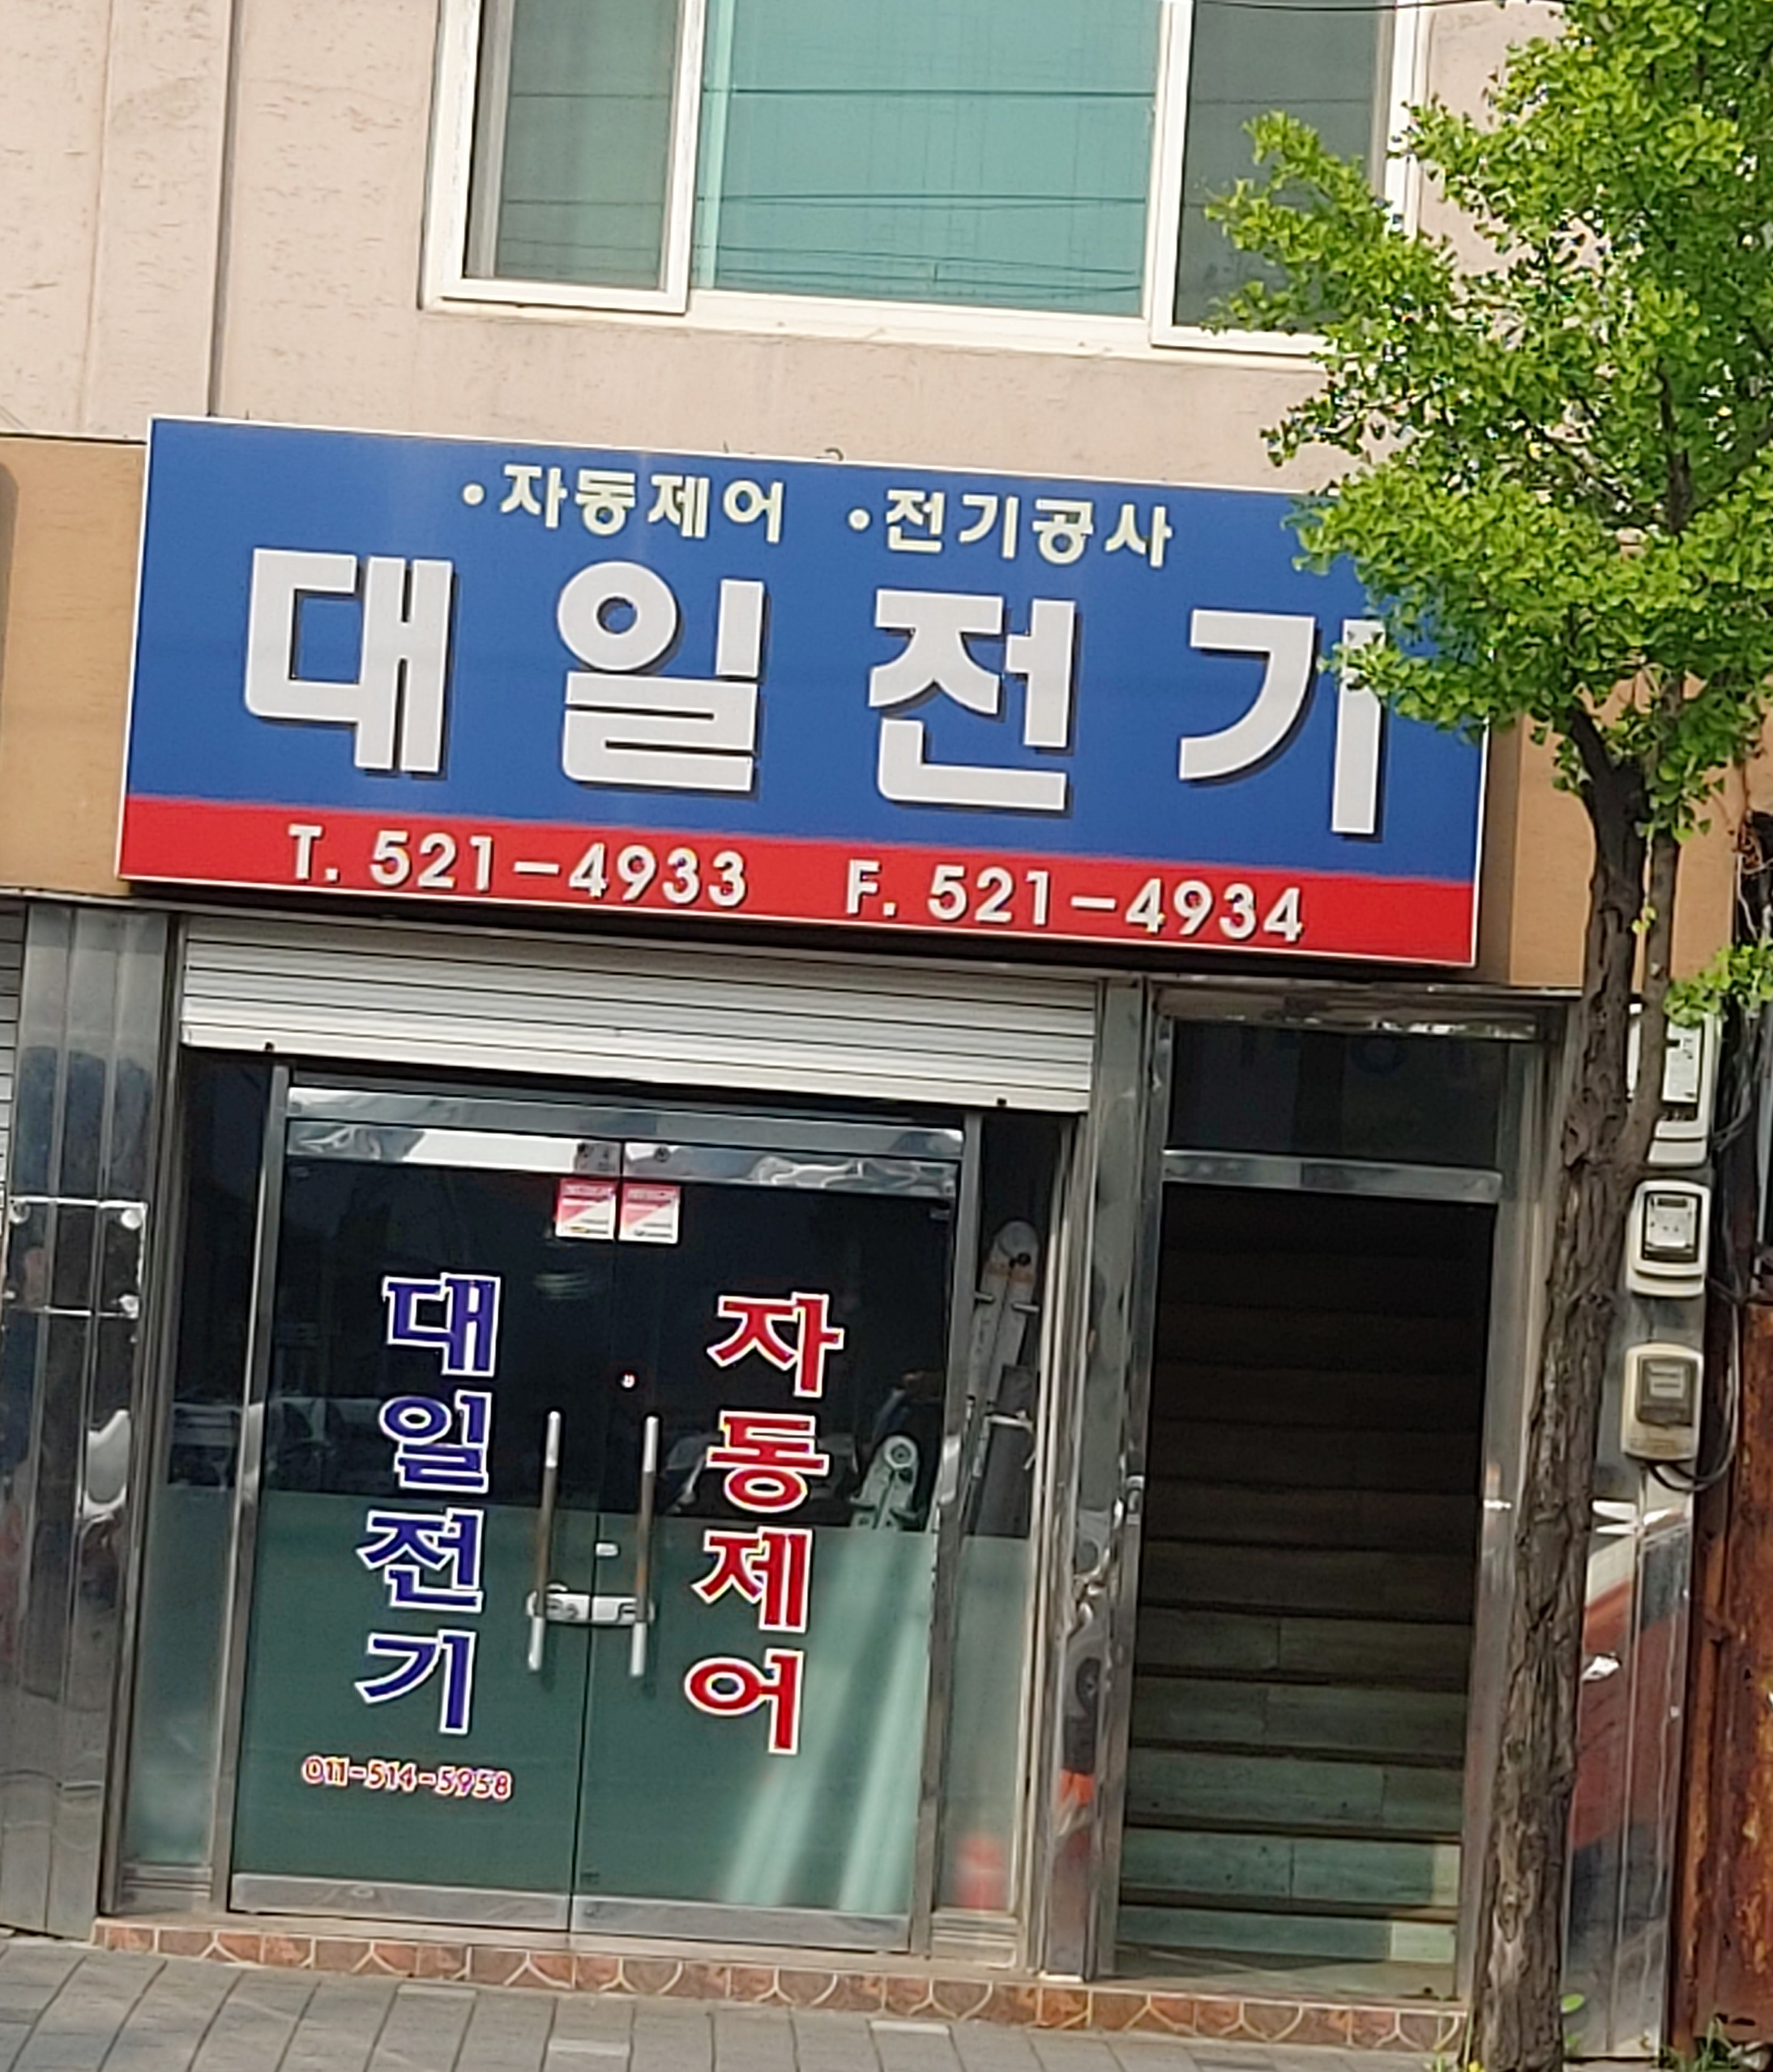 •자동제어 •전기공사
대일전기
T. 521-4933 F. 521-4934
대일전기
011-514-5958
자동제어